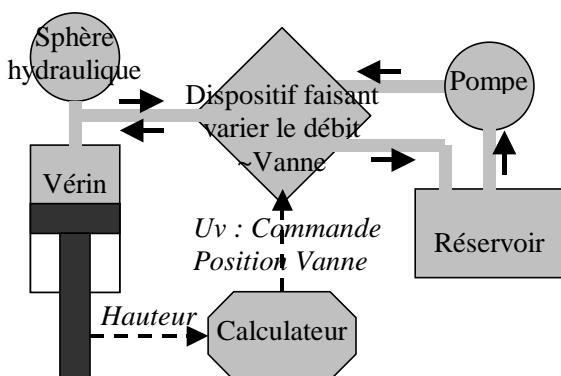 Sphère
hydraulique
Dispositif faisant
varier le débit
~Vanne
Pompe
Vérin
Uv : Commande
Position Vanne
Réservoir
Hauteur
Calculateur